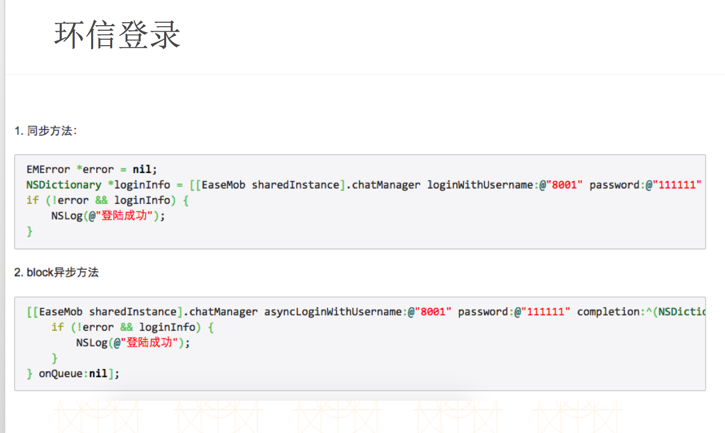 环信登录
1. 同步方法：
EMError *error = nil;
NSDictionary *loginInfo = [[EaseMob sharedInstance].chatManager loginWithUsername:@"8001" password:@"111111"
if (!error && loginInfo) {
NSLog(@"登陆成功");
}
2. block异步方法
[[EaseMob sharedInstance].chatManager asyncLoginWithUsername:@"8001" password:@"111111" completion:^(NSDictio
if (!error && loginInfo) {
NSLog(@"登陆成功");
}
} onQueue:nil];